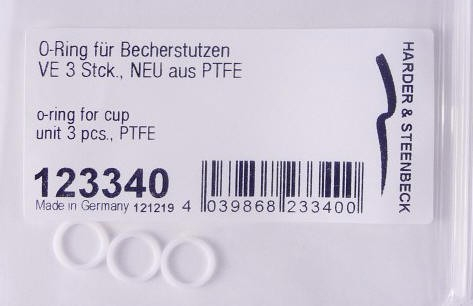 O-Ring für Becherstutzen
VE 3 Stck., NEU aus PTFE
o-ring for cup
unit 3 pcs., PTFE
123340
Made in Germany 121219
4 039868 233400
HARDER & STEENBECK